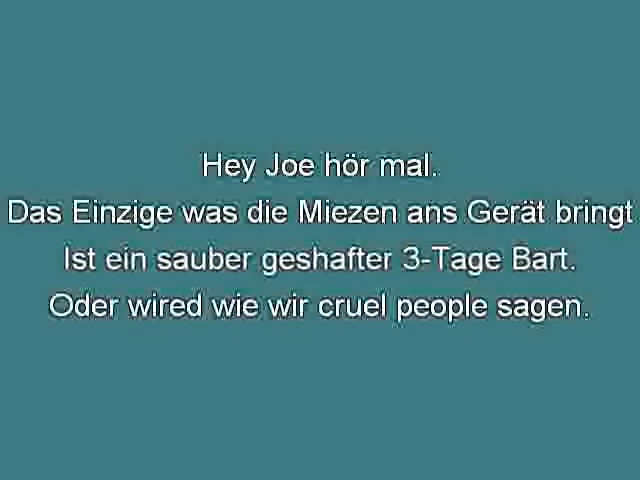 Hey Joe hör mal.
Das Einzige was die Miezen ans Gerät bringt
Ist ein sauber geshafter 3-Tage Bart.
Oder wired wie wir cruel people sagen.